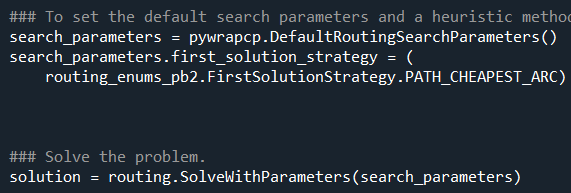 ### To set the default search parameters and a heuristic
search_parameters = pywrapcp.DefaultRoutingSearchParameters()
search_parameters.first_solution_strategy = (
    routing_enums_pb2.FirstSolutionStrategy.PATH_CHEAPEST_ARC)
### Solve the problem.
solution = routing.SolveWithParameters(search_parameters)